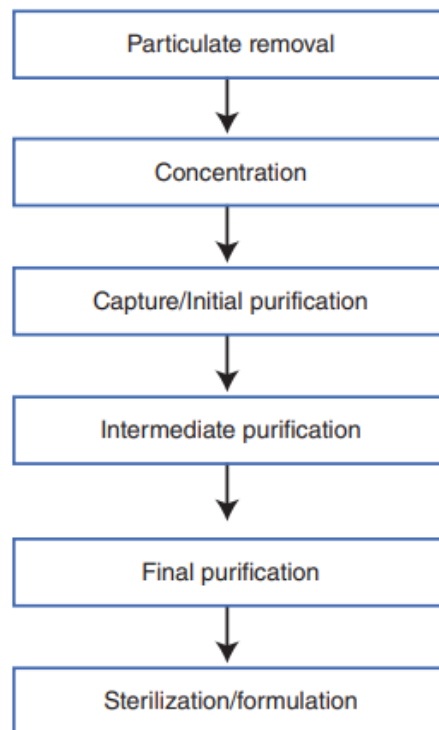 Particulate removal
Concentration
Capture/Initial purification
Intermediate purification
Final purification
Sterilization/formulation